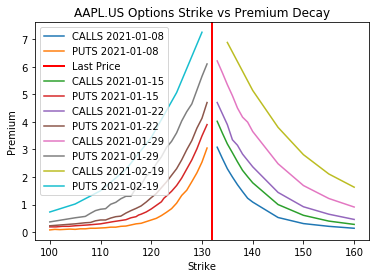 AAPL.US Options Strike vs Premium Decay
Premium
7
6
5
4
3
2
1
0
CALLS 2021-01-08
PUTS 2021-01-08
Last Price
CALLS 2021-01-15
PUTS 2021-01-15
CALLS 2021-01-22
PUTS 2021-01-22
CALLS 2021-01-29
PUTS 2021-01-29
CALLS 2021-02-19
PUTS 2021-02-19
100 110 120 130 140 150 160
Strike